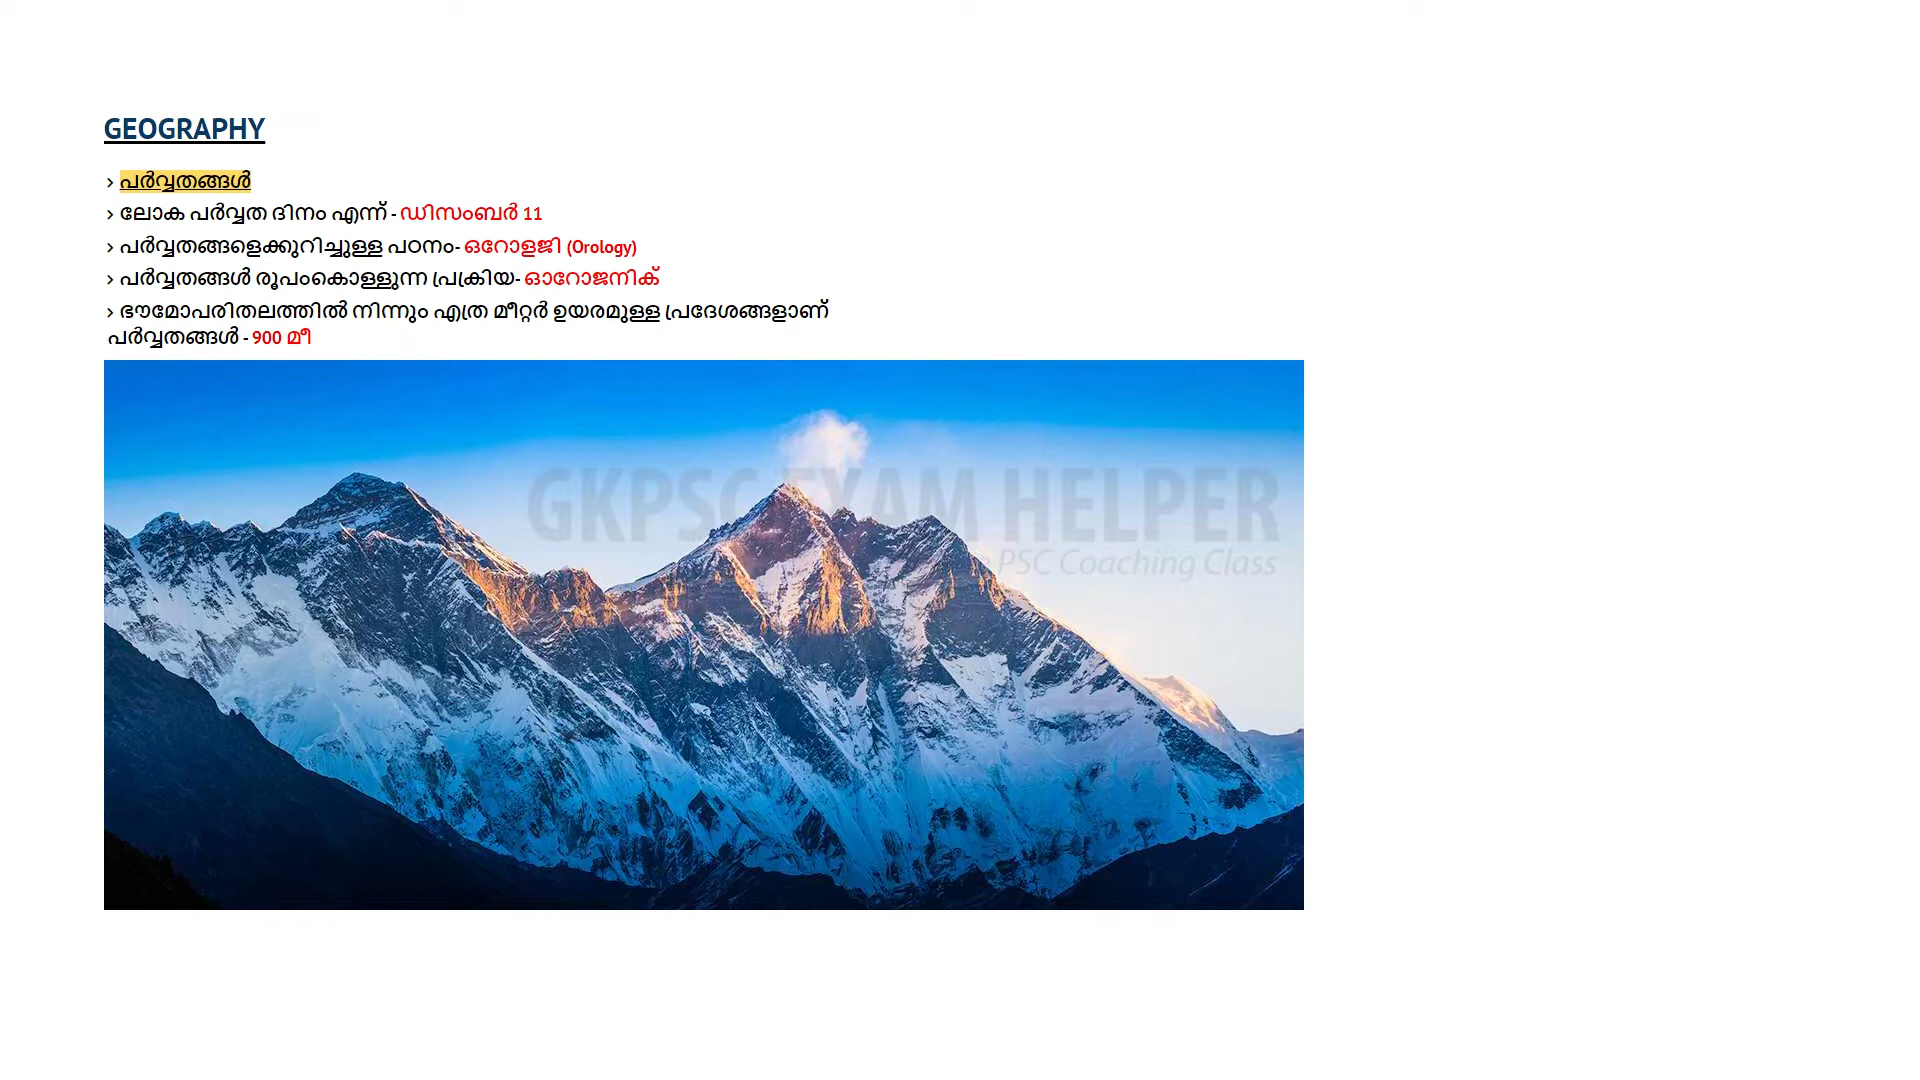 GEOGRAPHY
› പർവ്വതങ്ങൾ
› ലോക പർവ്വത ദിനം എന്ന് - ഡിസംബർ 11
› പർവ്വതങ്ങളെക്കുറിച്ചുള്ള പഠനം- ഒറോളജി (Orology)
› പർവ്വതങ്ങൾ രൂപംകൊള്ളുന്ന പ്രക്രിയ- ഓറോജനിക്
› ഭൗമോപരിതലത്തിൽ നിന്നും എത്ര മീറ്റർ ഉയരമുള്ള പ്രദേശങ്ങളാണ്
പർവ്വതങ്ങൾ - 900 മീ
GKPSC EXAM HELPER
PSC Coaching Class